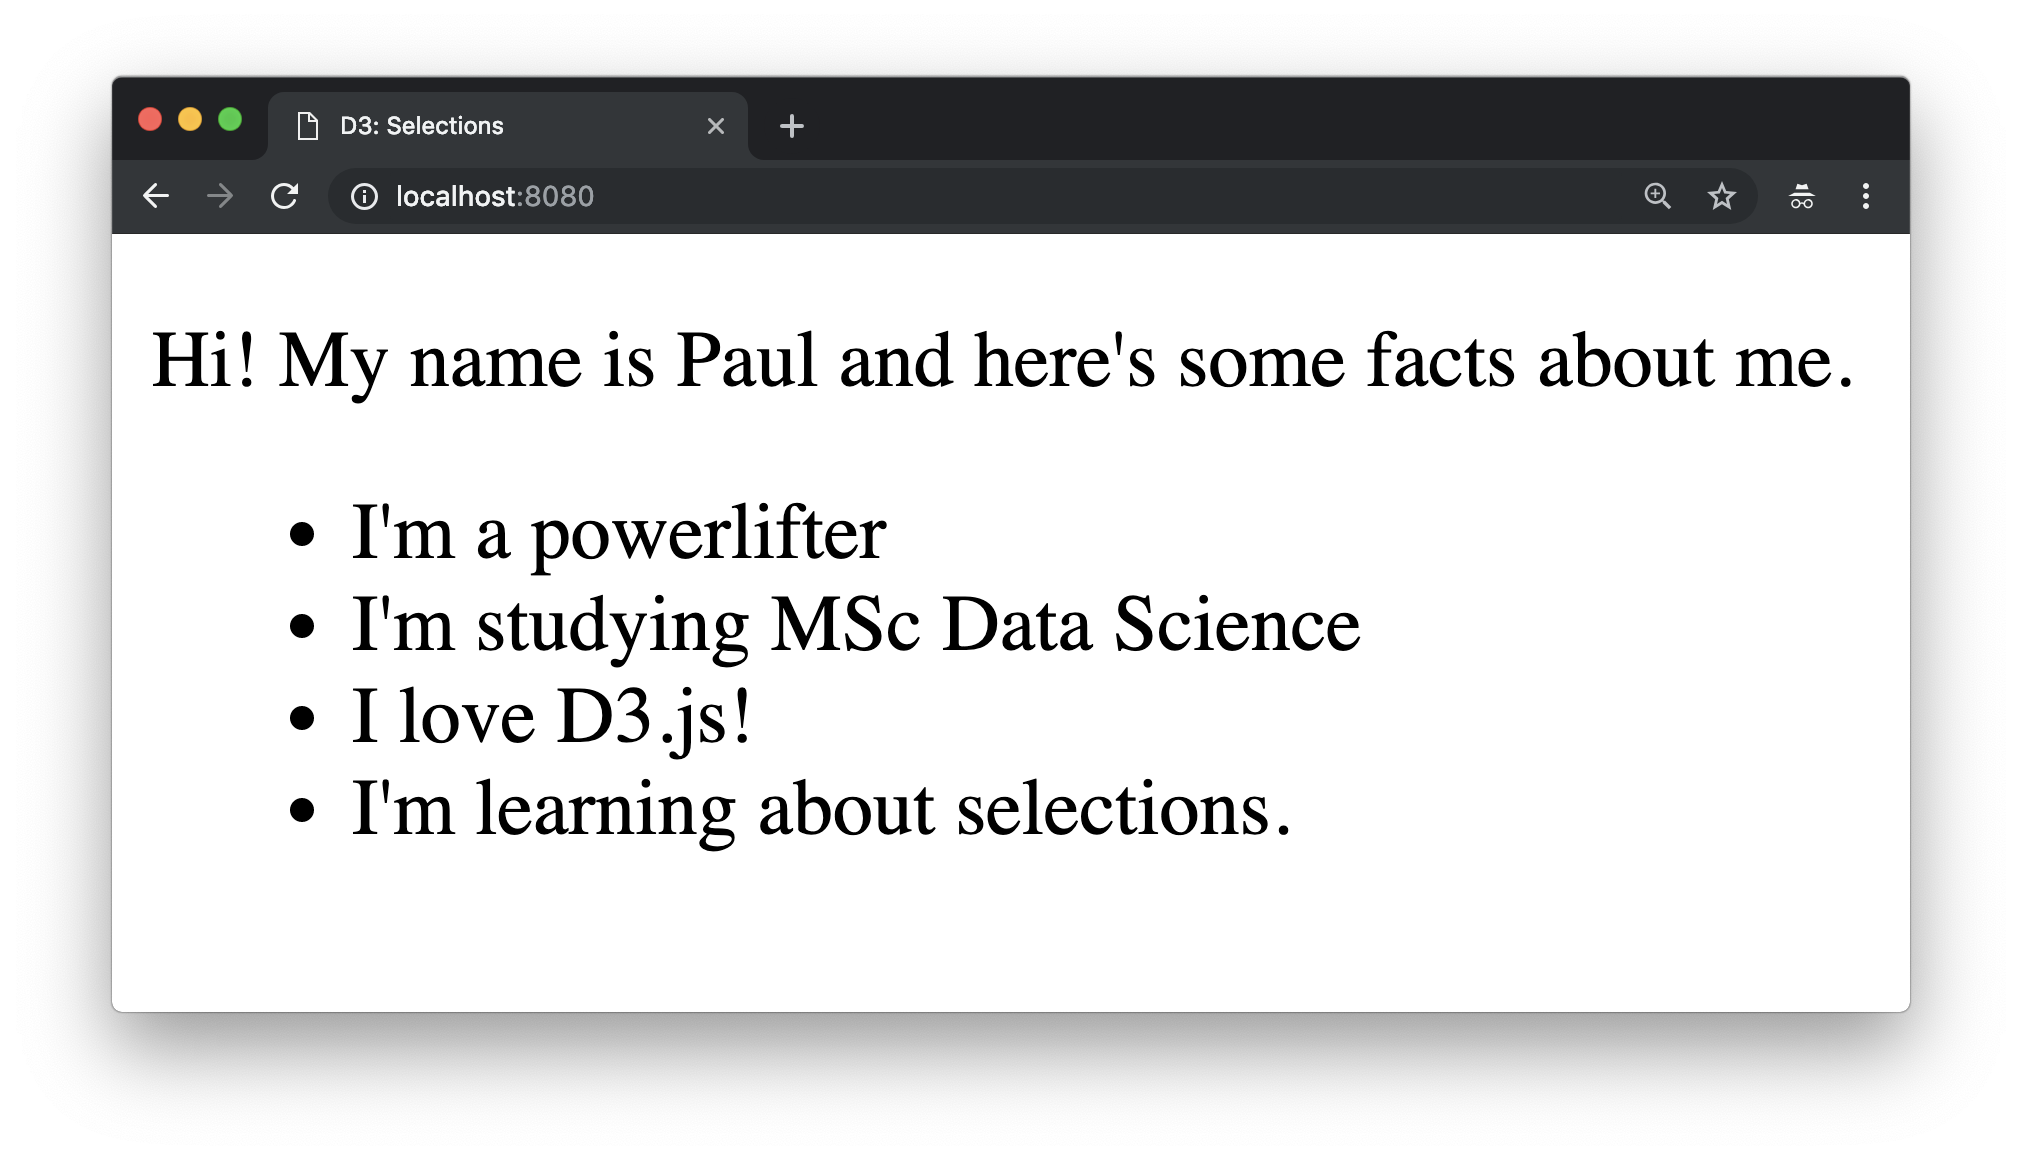 D3: Selections
localhost:8080
Hi! My name is Paul and here's some facts about me.
I'm a powerlifter
I'm studying MSc Data Science
I love D3.js!
I'm learning about selections.